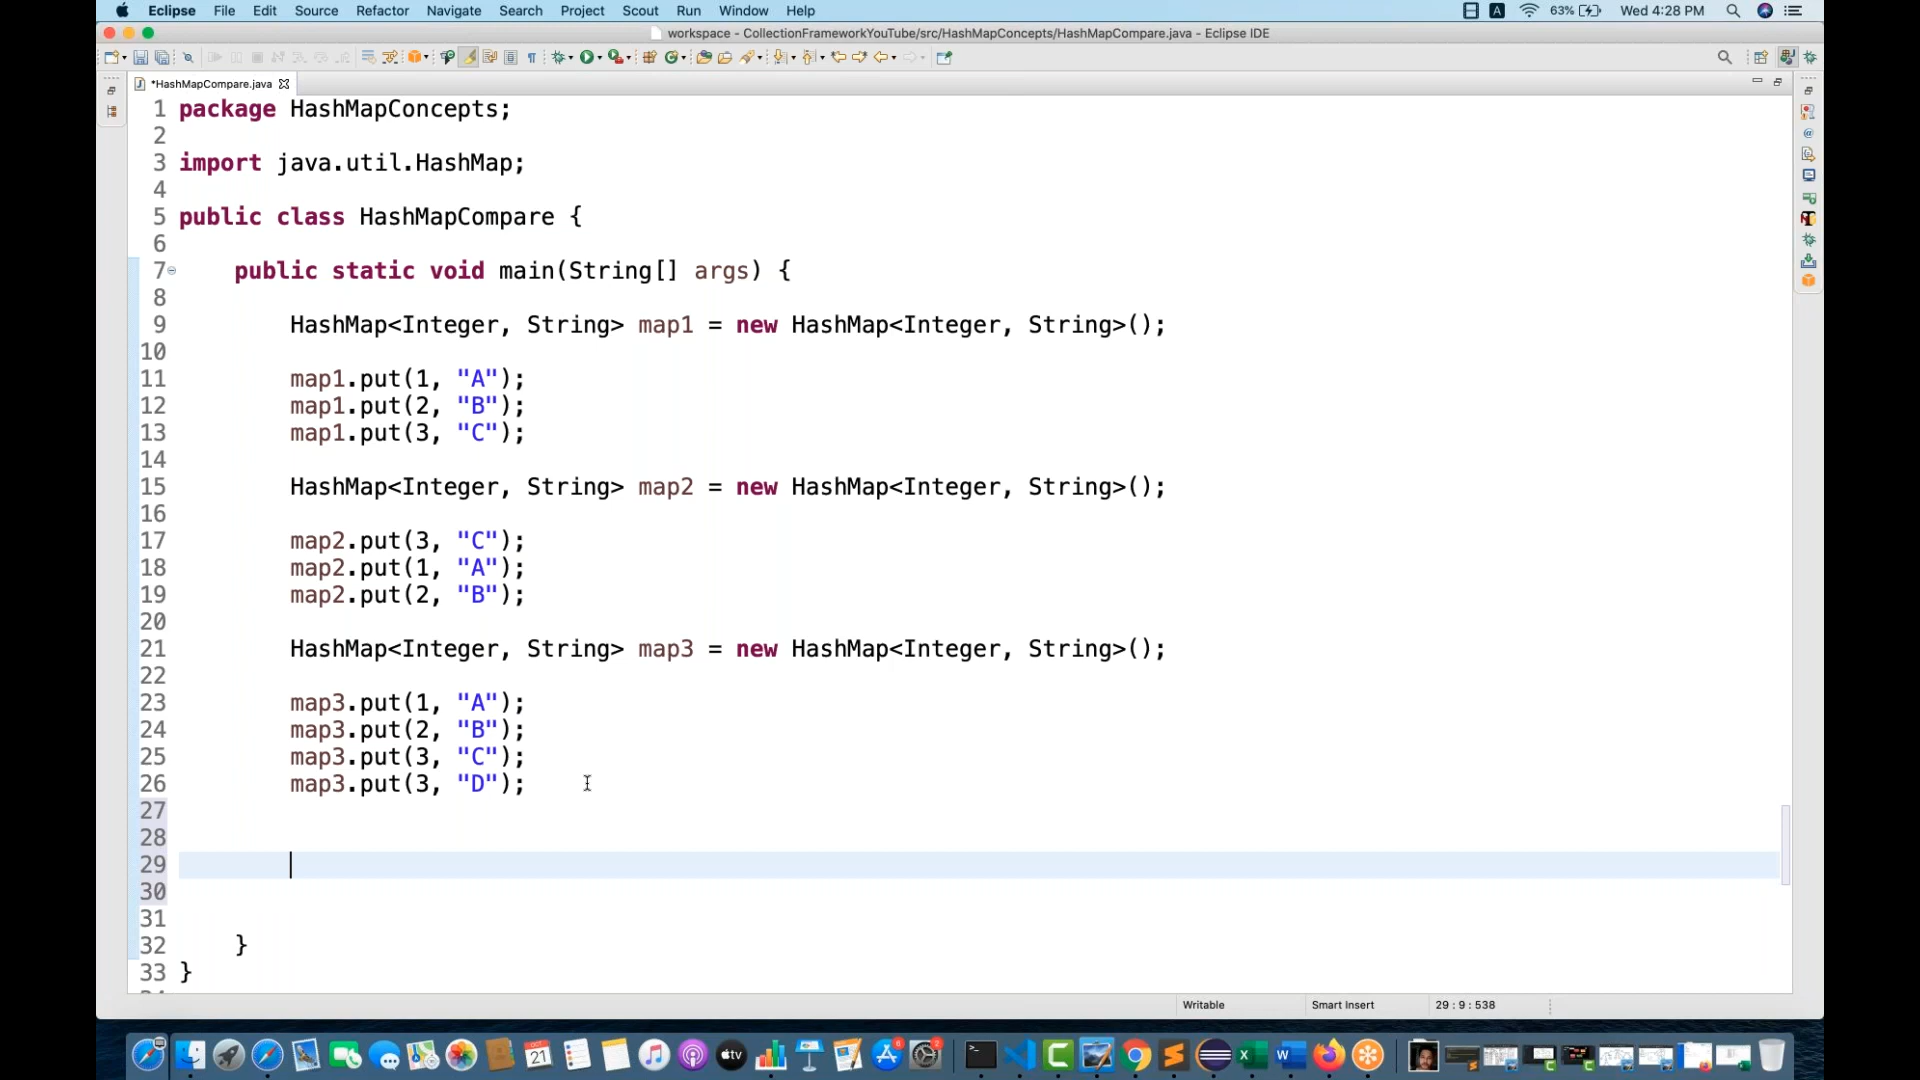 Eclipse File Edit Source Refactor Navigate Search Project Scout Run Window Help 63% Wed 4:28 PM
workspace - CollectionFrameworkYouTube/src/HashMapConcepts/HashMapCompare.java - Eclipse IDE
*HashMapCompare.java
1 package HashMapConcepts;
2
3 import java.util.HashMap;
4
5 public class HashMapCompare {
6
7 public static void main(String[] args) {
8
9 HashMap<Integer, String> map1 = new HashMap<Integer, String>();
10
11 map1.put(1, "A");
12 map1.put(2, "B");
13 map1.put(3, "C");
14
15 HashMap<Integer, String> map2 = new HashMap<Integer, String>();
16
17 map2.put(3, "C");
18 map2.put(1, "A");
19 map2.put(2, "B");
20
21 HashMap<Integer, String> map3 = new HashMap<Integer, String>();
22
23 map3.put(1, "A");
24 map3.put(2, "B");
25 map3.put(3, "C");
26 map3.put(3, "D");
27
28
29
30
31
32 }
33 }
Writable Smart Insert 29 : 9 : 538